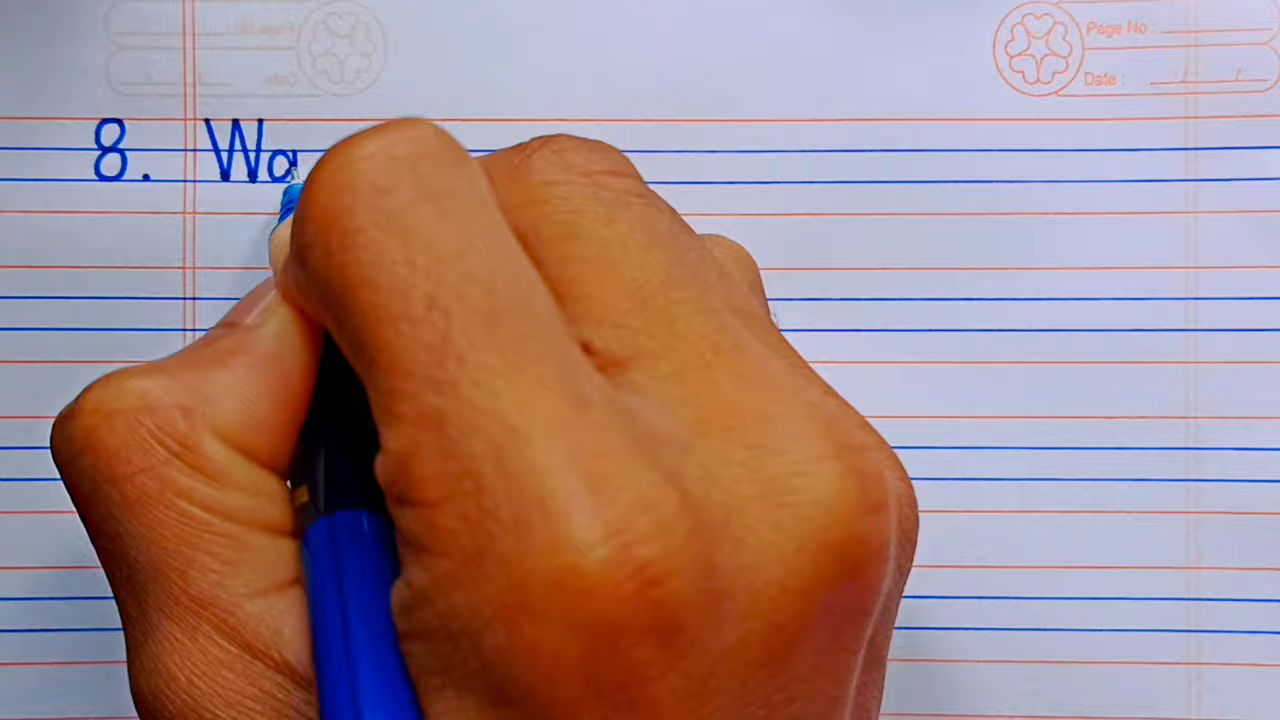 Page No :
Date :
8. Wa